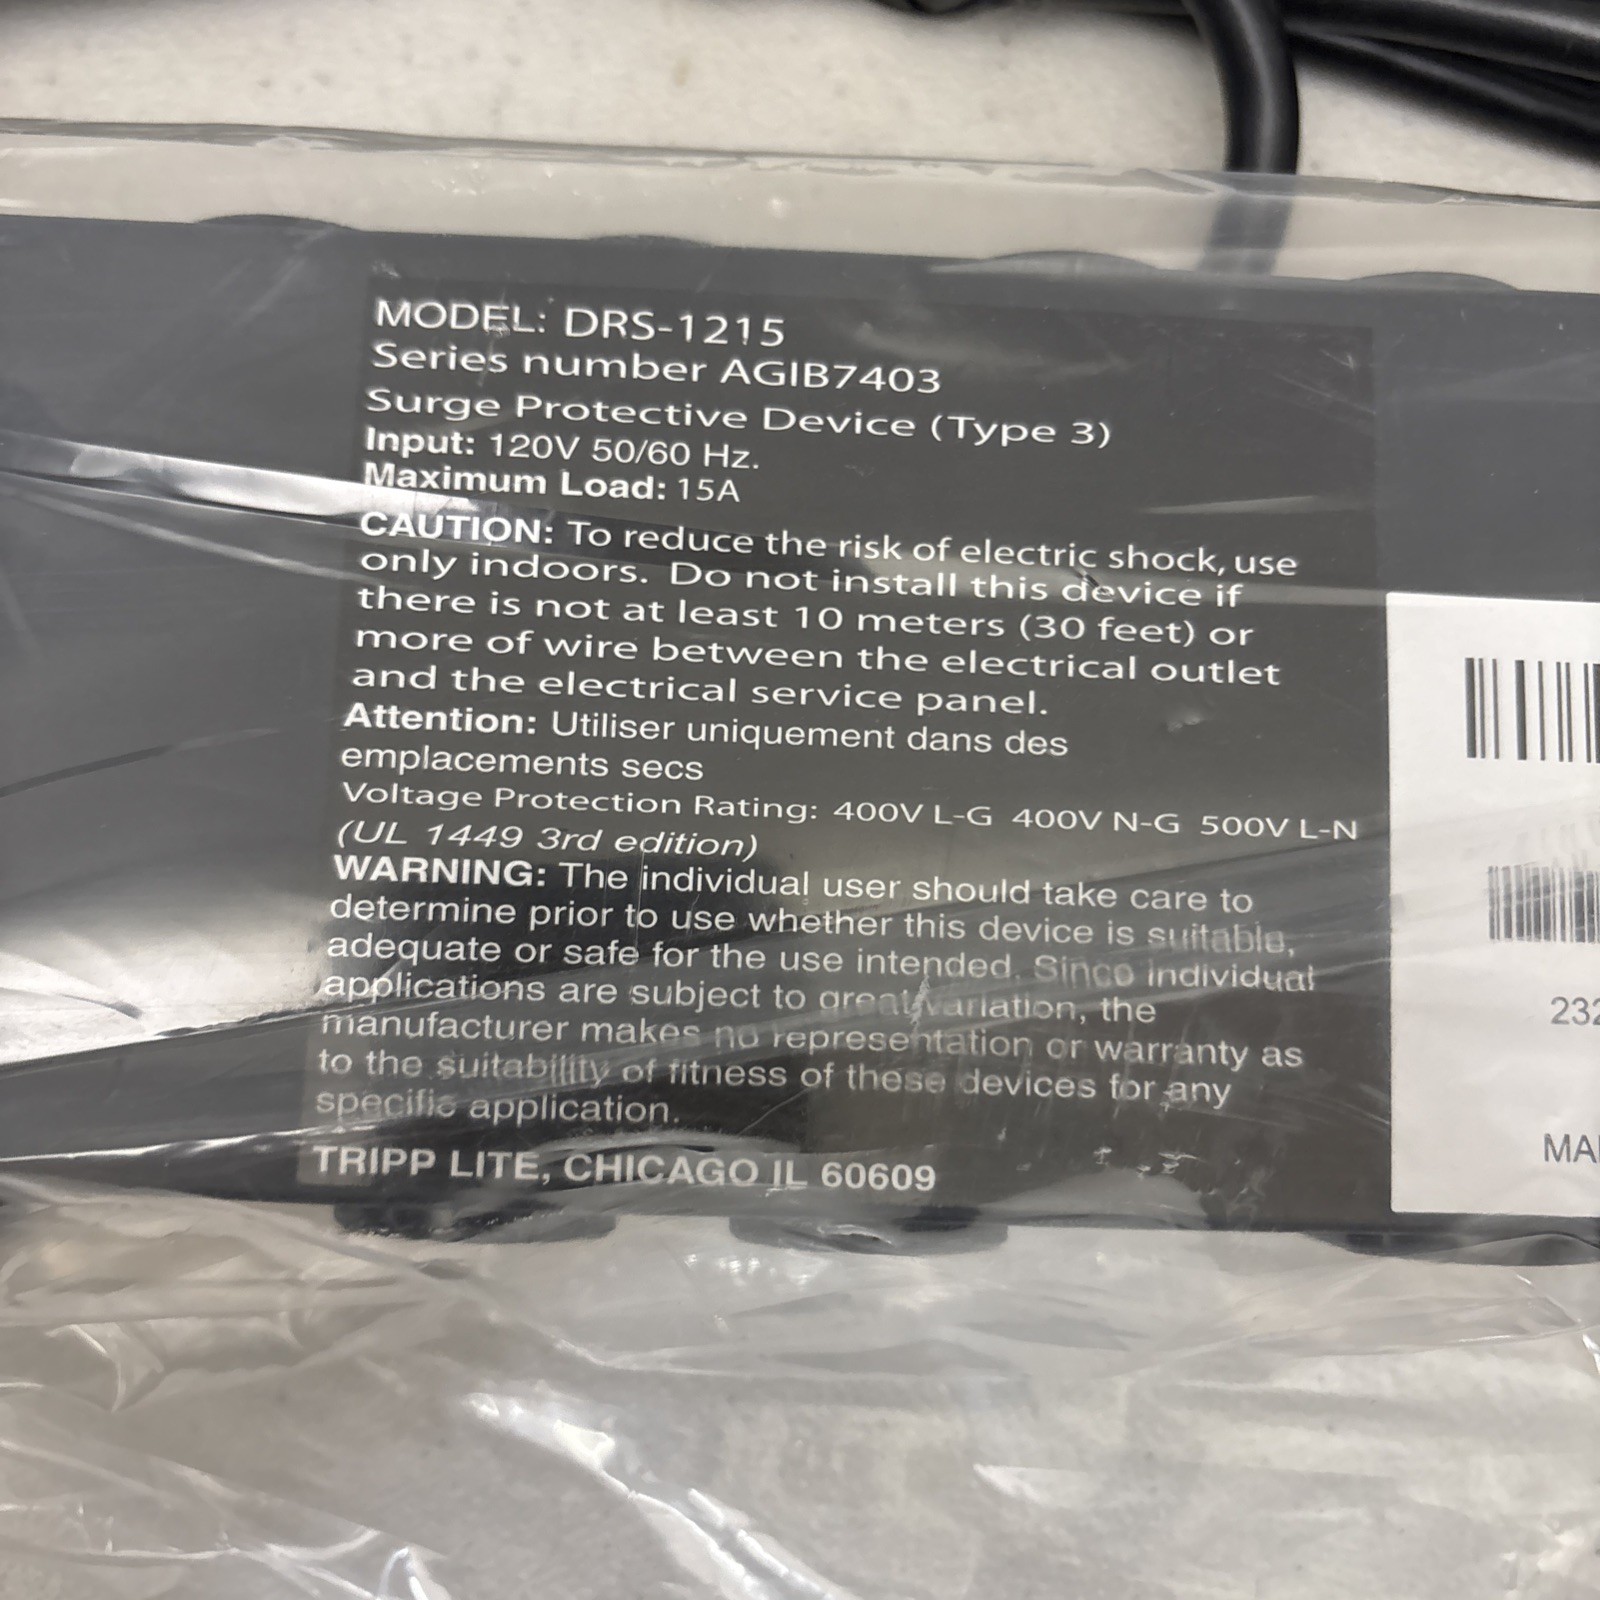 MODEL: DRS-1215
Series number AGIB7403
Surge Protective Device (Type 3)
Input: 120V 50/60 Hz.
Maximum Load: 15A
CAUTION: To reduce the risk of electric shock, use
only indoors. Do not install this device if
there is not at least 10 meters (30 feet) or
more of wire between the electrical outlet
and the electrical service panel.
Attention: Utiliser uniquement dans des
emplacements secs
Voltage Protection Rating: 400V L-G 400V N-G 500V L-N
(UL 1449 3rd edition)
WARNING: The individual user should take care to
determine prior to use whether this device is suitable,
adequate or safe for the use intended. Since individual
applications are subject to great variation, the
manufacturer makes no representation or warranty as
to the suitability of fitness of these devices for any
specific application.
TRIPP LITE, CHICAGO IL 60609
232
MA